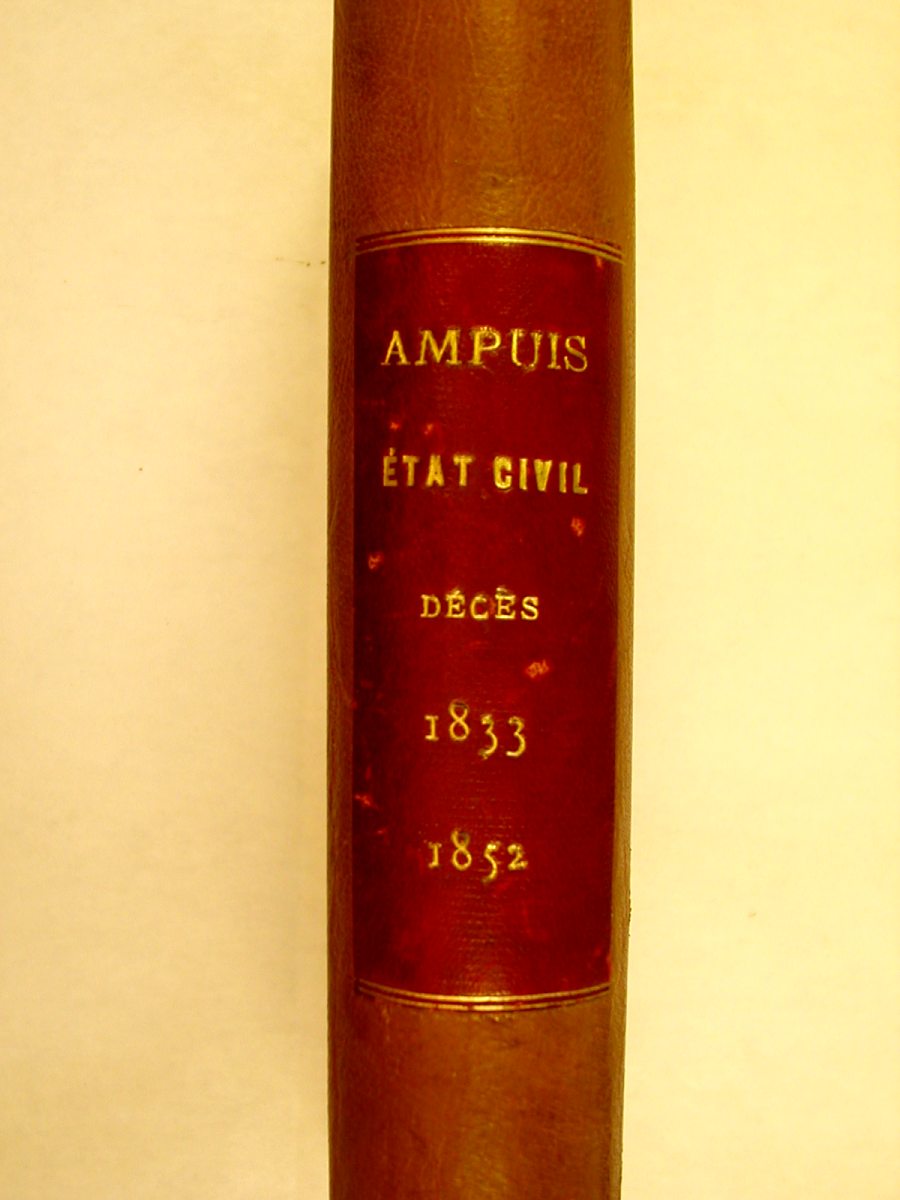 AMPUIS
ÉTAT CIVIL
DÉCÈS
1833
1852